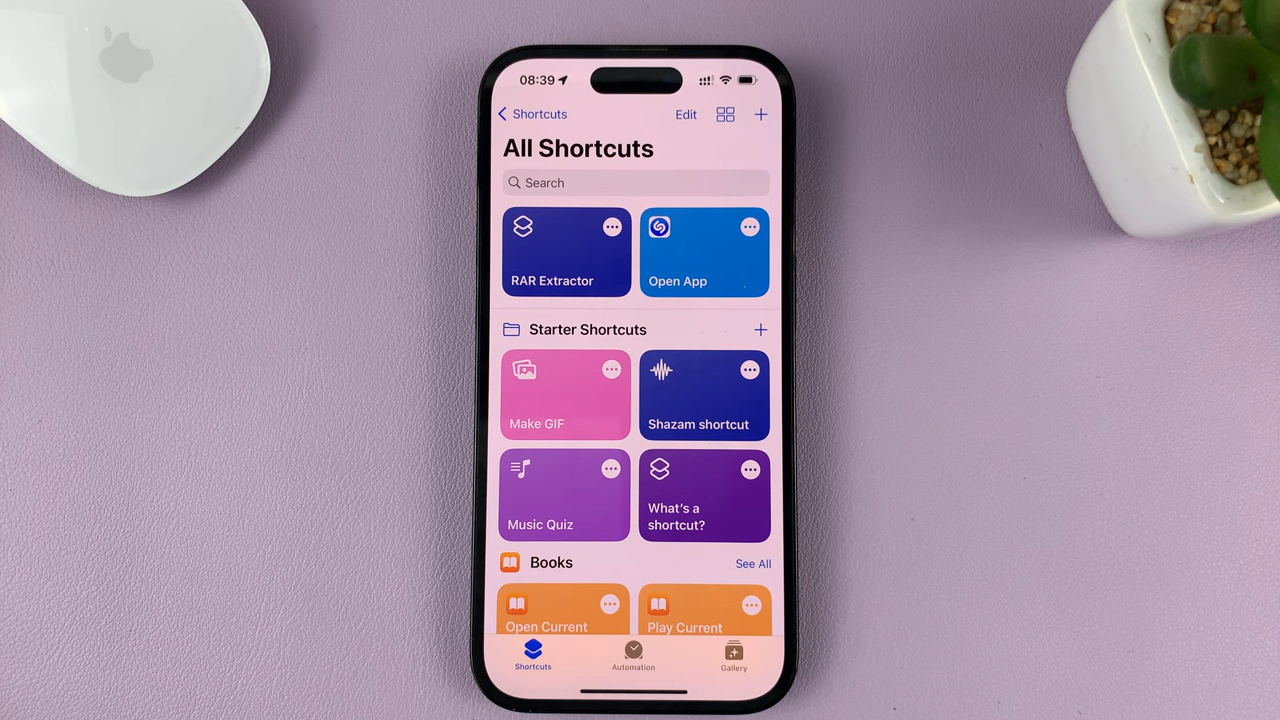 08:39
Shortcuts
Edit
All Shortcuts
Search
RAR Extractor
Open App
Starter Shortcuts
Make GIF
Shazam shortcut
Music Quiz
What's a
shortcut?
Books
See All
Open Current
Play Current
Shortcuts
Automation
Gallery